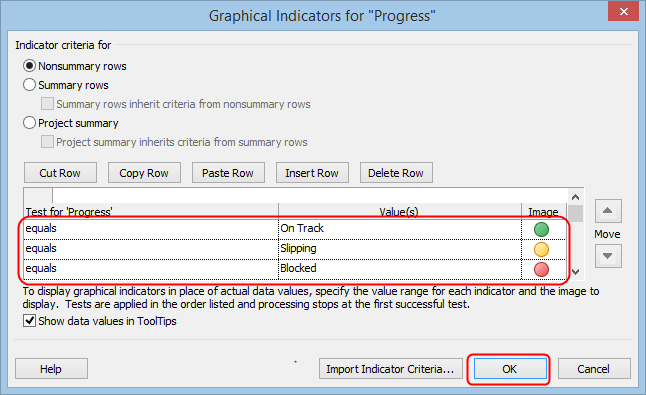 Graphical Indicators for "Progress"
Indicator criteria for
Nonsummary rows
Summary rows
Summary rows inherit criteria from nonsummary rows
Project summary
Project summary inherits criteria from summary rows
Cut Row Copy Row Paste Row Insert Row Delete Row
Test for 'Progress' Value(s) Image
equals On Track
Move
equals Slipping
equals Blocked
To display graphical indicators in place of actual data values, specify the value range for each indicator and the image to
display. Tests are applied in the order listed and processing stops at the first successful test.
Show data values in ToolTips
Help Import Indicator Criteria... OK Cancel